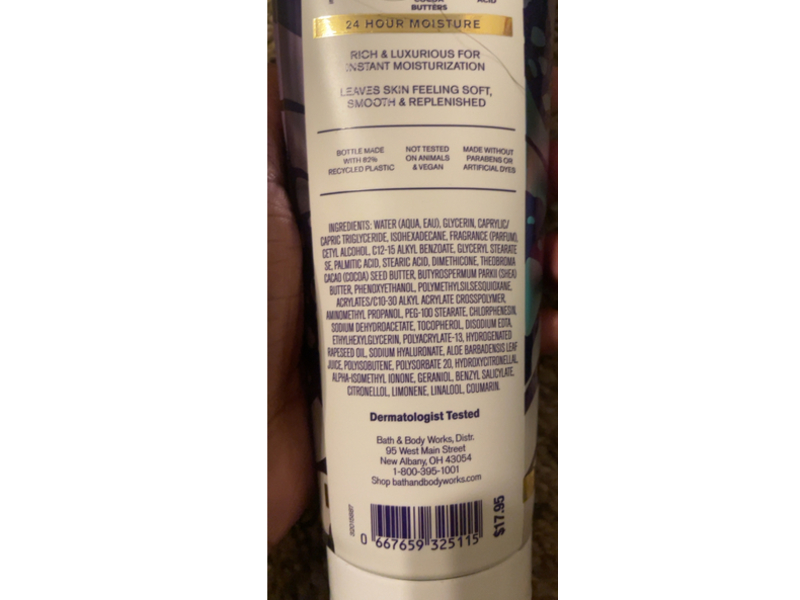 COCOA
BUTTERS
ACID
24 HOUR MOISTURE
RICH & LUXURIOUS FOR
INSTANT MOISTURIZATION
LEAVES SKIN FEELING SOFT,
SMOOTH & REPLENISHED
BOTTLE MADE
WITH 82%
RECYCLED PLASTIC
NOT TESTED
ON ANIMALS
& VEGAN
MADE WITHOUT
PARABENS OR
ARTIFICIAL DYES
INGREDIENTS: WATER (AQUA, EAU), GLYCERIN, CAPRYLIC/
CAPRIC TRIGLYCERIDE, ISOHEXADECANE, FRAGRANCE (PARFUM),
CETYL ALCOHOL, C12-15 ALKYL BENZOATE, GLYCERYL STEARATE
SE, PALMITIC ACID, STEARIC ACID, DIMETHICONE, THEOBROMA
CACAO (COCOA) SEED BUTTER, BUTYROSPERMUM PARKII (SHEA)
BUTTER, PHENOXYETHANOL, POLYMETHYLSILSESQUIOXANE,
ACRYLATES/C10-30 ALKYL ACRYLATE CROSSPOLYMER,
AMINOMETHYL PROPANOL, PEG-100 STEARATE, CHLORPHENESIN,
SODIUM DEHYDROACETATE, TOCOPHEROL, DISODIUM EDTA,
ETHYLHEXYLGLYCERIN, POLYACRYLATE-13, HYDROGENATED
RAPESEED OIL, SODIUM HYALURONATE, ALOE BARBADENSIS LEAF
JUICE, POLYISOBUTENE, POLYSORBATE 20, HYDROXYCITRONELLAL,
ALPHA-ISOMETHYL IONONE, GERANIOL, BENZYL SALICYLATE,
CITRONELLOL, LIMONENE, LINALOOL, COUMARIN.
Dermatologist Tested
Bath & Body Works, Distr.
95 West Main Street
New Albany, OH 43054
1-800-395-1001
Shop bathandbodyworks.com
0 667659 325115
$17.95